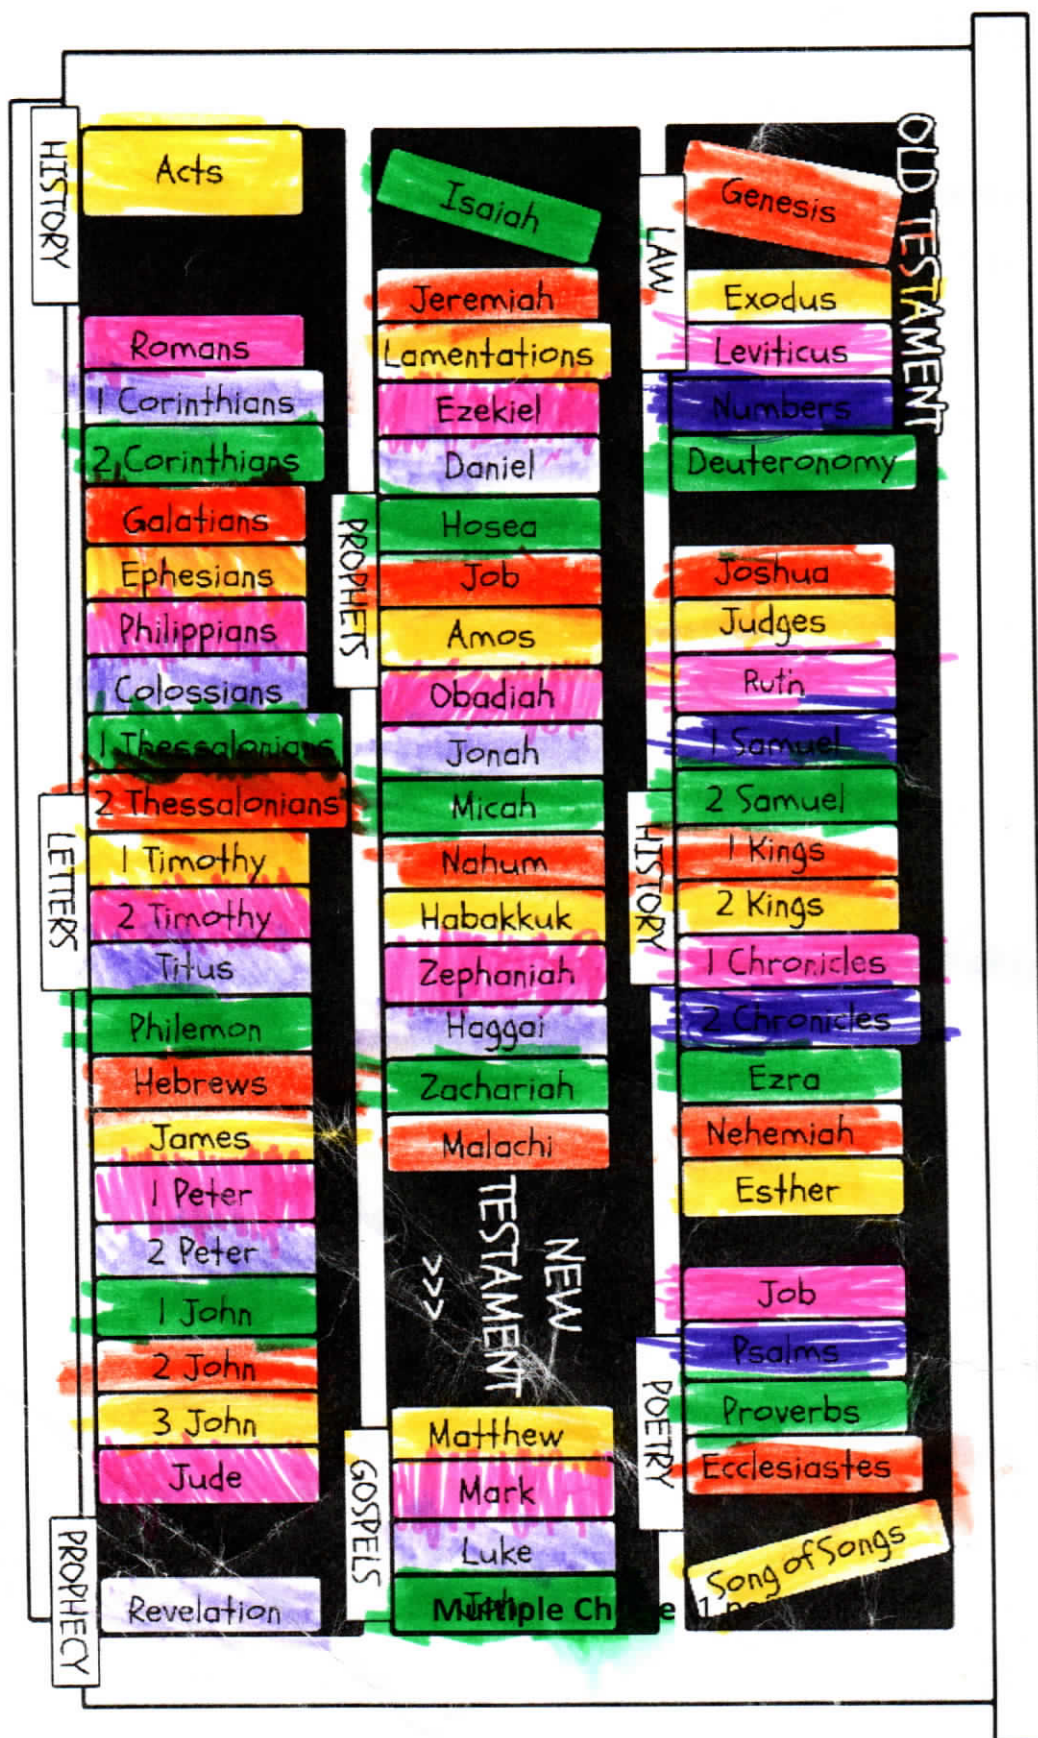 OLD TESTAMENT
LAW
Genesis
Exodus
Leviticus
Numbers
Deuteronomy
HISTORY
Joshua
Judges
Ruth
1 Samuel
2 Samuel
1 Kings
2 Kings
1 Chronicles
2 Chronicles
Ezra
Nehemiah
Esther
POETRY
Job
Psalms
Proverbs
Ecclesiastes
Song of Songs
PROPHETS
Isaiah
Jeremiah
Lamentations
Ezekiel
Daniel
Hosea
Job
Amos
Obadiah
Jonah
Micah
Nahum
Habakkuk
Zephaniah
Haggai
Zachariah
Malachi
NEW
TESTAMENT
>>>
GOSPELS
Matthew
Mark
Luke
Multiple
HISTORY
Acts
LETTERS
Romans
1 Corinthians
2 Corinthians
Galatians
Ephesians
Philippians
Colossians
1 Thessalonians
2 Thessalonians
1 Timothy
2 Timothy
Titus
Philemon
Hebrews
James
1 Peter
2 Peter
1 John
2 John
3 John
Jude
PROPHECY
Revelation